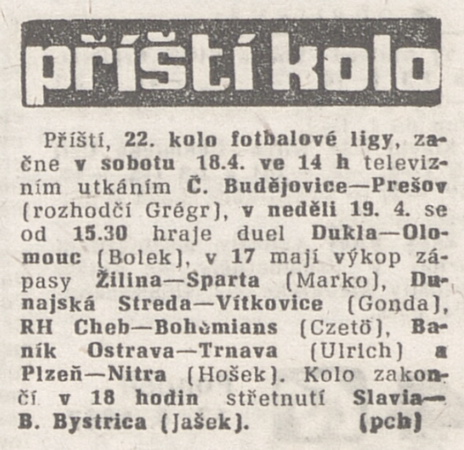 příští kolo
Příští, 22. kolo fotbalové ligy, za-
čne v sobotu 18.4. ve 14 h televiz-
ním utkáním Č. Budějovice—Prešov
(rozhodčí Grégr), v neděli 19. 4. se
od 15.30 hraje duel Dukla—Olo-
mouc (Bolek), v 17 mají výkop zá-
pasy Žilina—Sparta (Marko), Du-
najská Streda—Vítkovice (Gonda),
RH Cheb—Bohemians (Czetö), Ba-
ník Ostrava—Trnava (Ulrich) a
Plzeň—Nitra (Hošek). Kolo zakon-
čí v 18 hodin střetnutí Slavia—
B. Bystrica (Jašek). (pch)